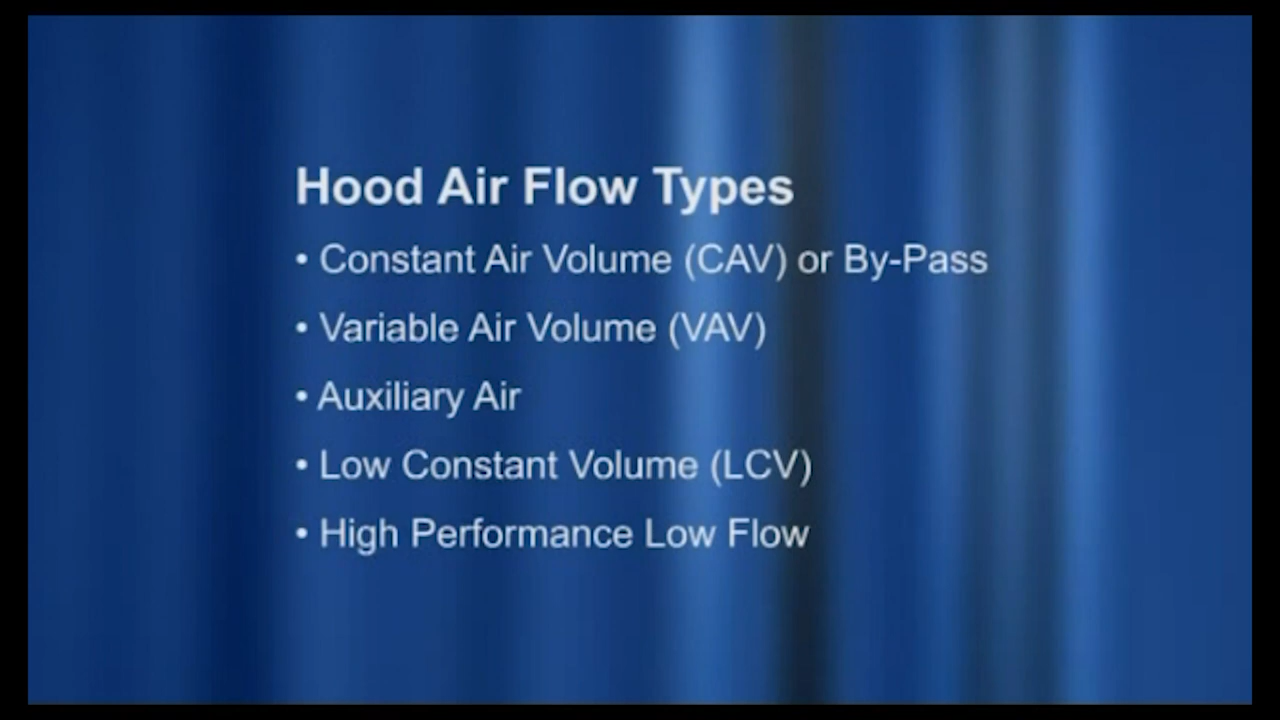 Hood Air Flow Types
• Constant Air Volume (CAV) or By-Pass
• Variable Air Volume (VAV)
• Auxiliary Air
• Low Constant Volume (LCV)
• High Performance Low Flow